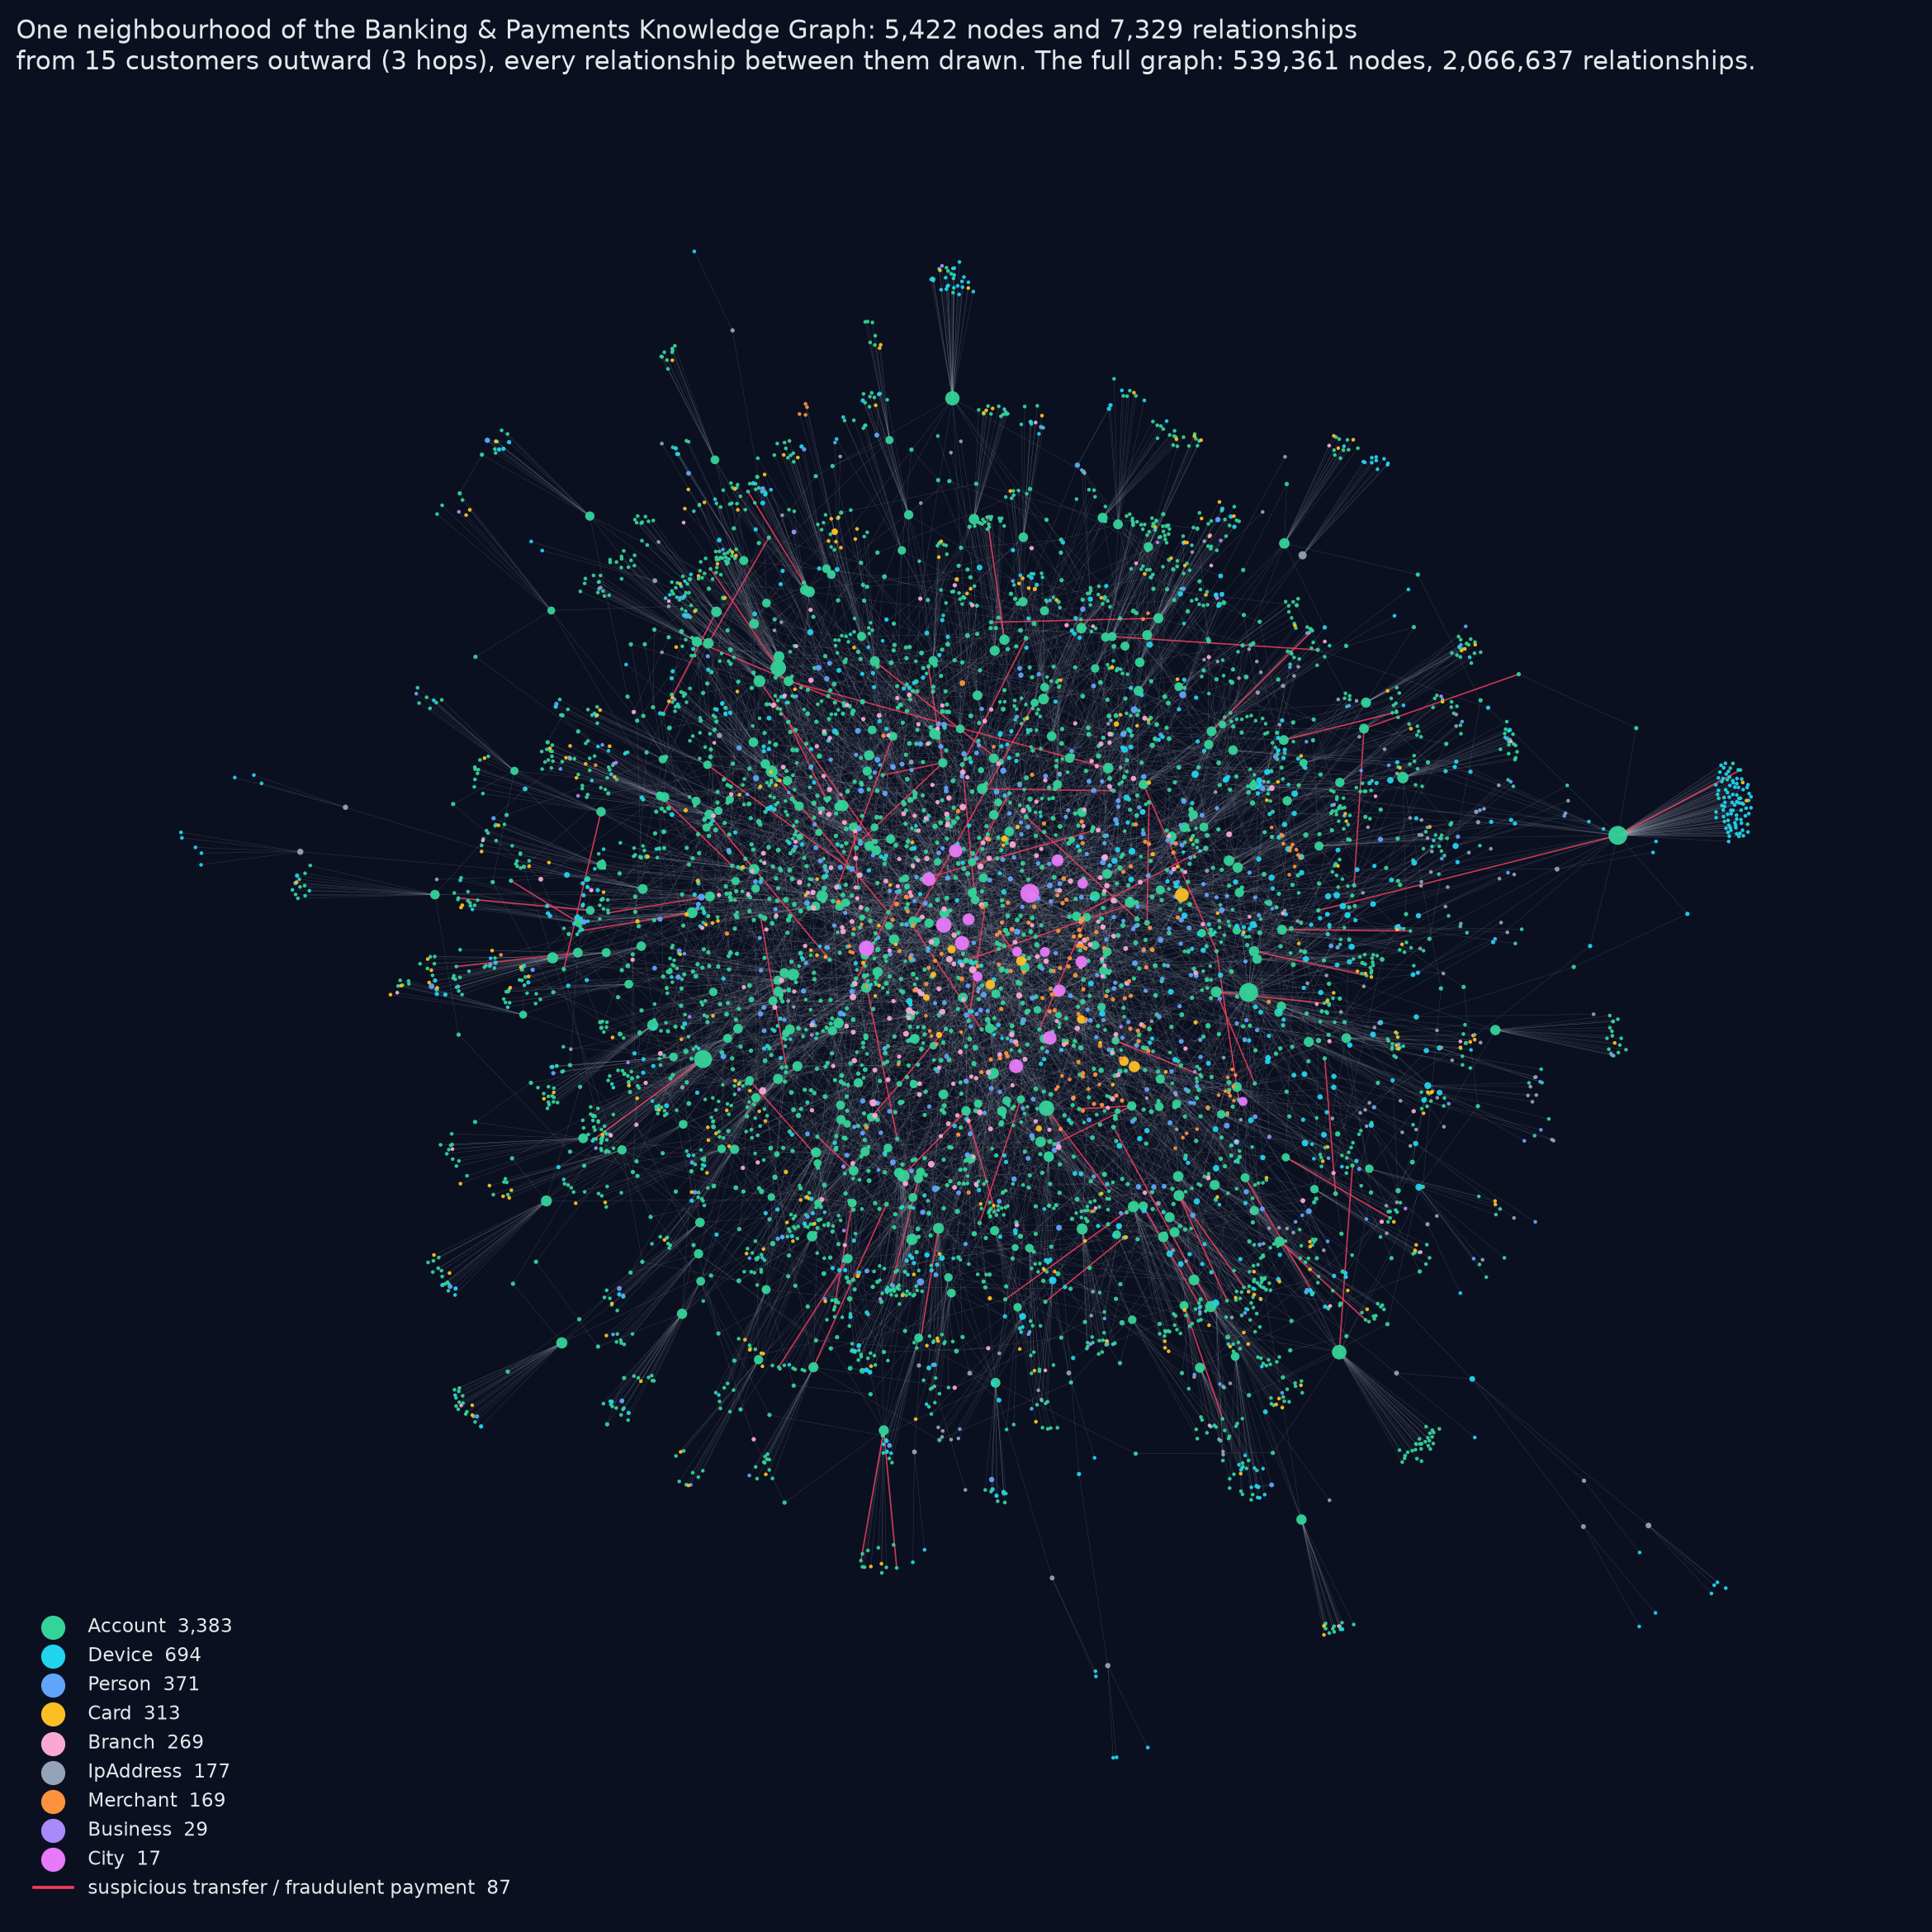 One neighbourhood of the Banking & Payments Knowledge Graph: 5,422 nodes and 7,329 relationships
from 15 customers outward (3 hops), every relationship between them drawn. The full graph: 539,361 nodes, 2,066,637 relationships.
Account 3,383
Device 694
Person 371
Card 313
Branch 269
IpAddress 177
Merchant 169
Business 29
City 17
suspicious transfer / fraudulent payment 87